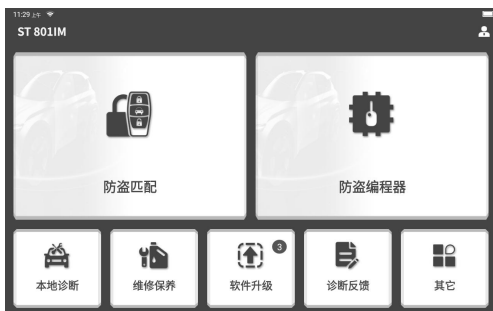 11:29 上午
ST 801IM
防盗匹配
防盗编程器
本地诊断
维修保养
软件升级
3
诊断反馈
其它